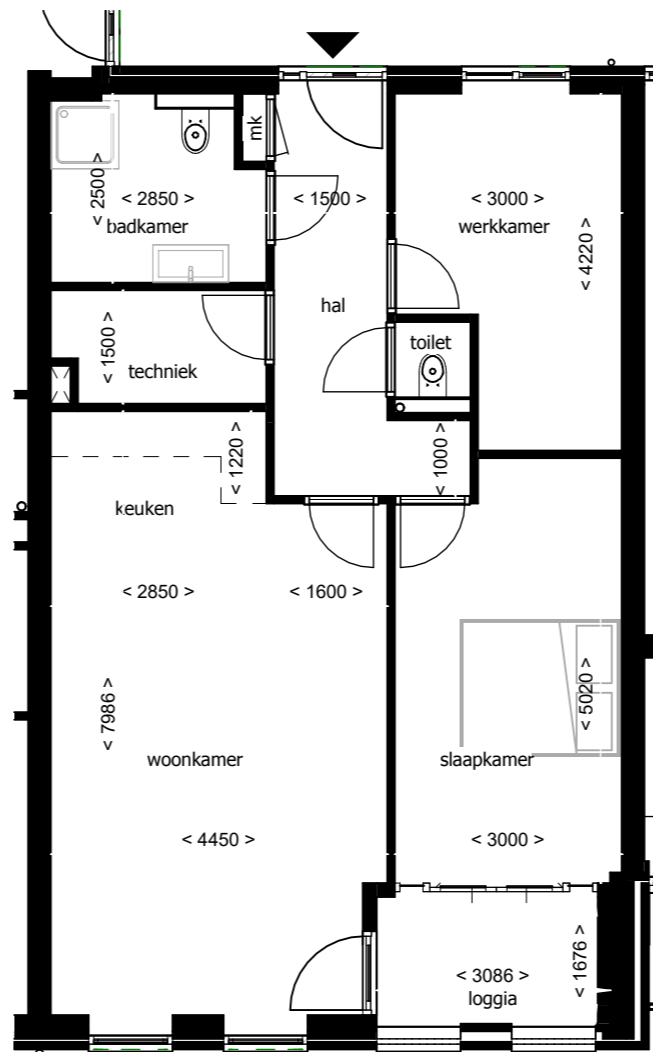 mk
< 2500 >
< 2850 >
badkamer
< 1500 >
< 3000 >
werkkamer
< 4220 >
hal
< 1500 >
techniek
toilet
< 1220 >
< 1000 >
keuken
< 2850 >
< 1600 >
< 7986 >
< 5020 >
woonkamer
slaapkamer
< 4450 >
< 3000 >
< 1676 >
< 3086 >
loggia